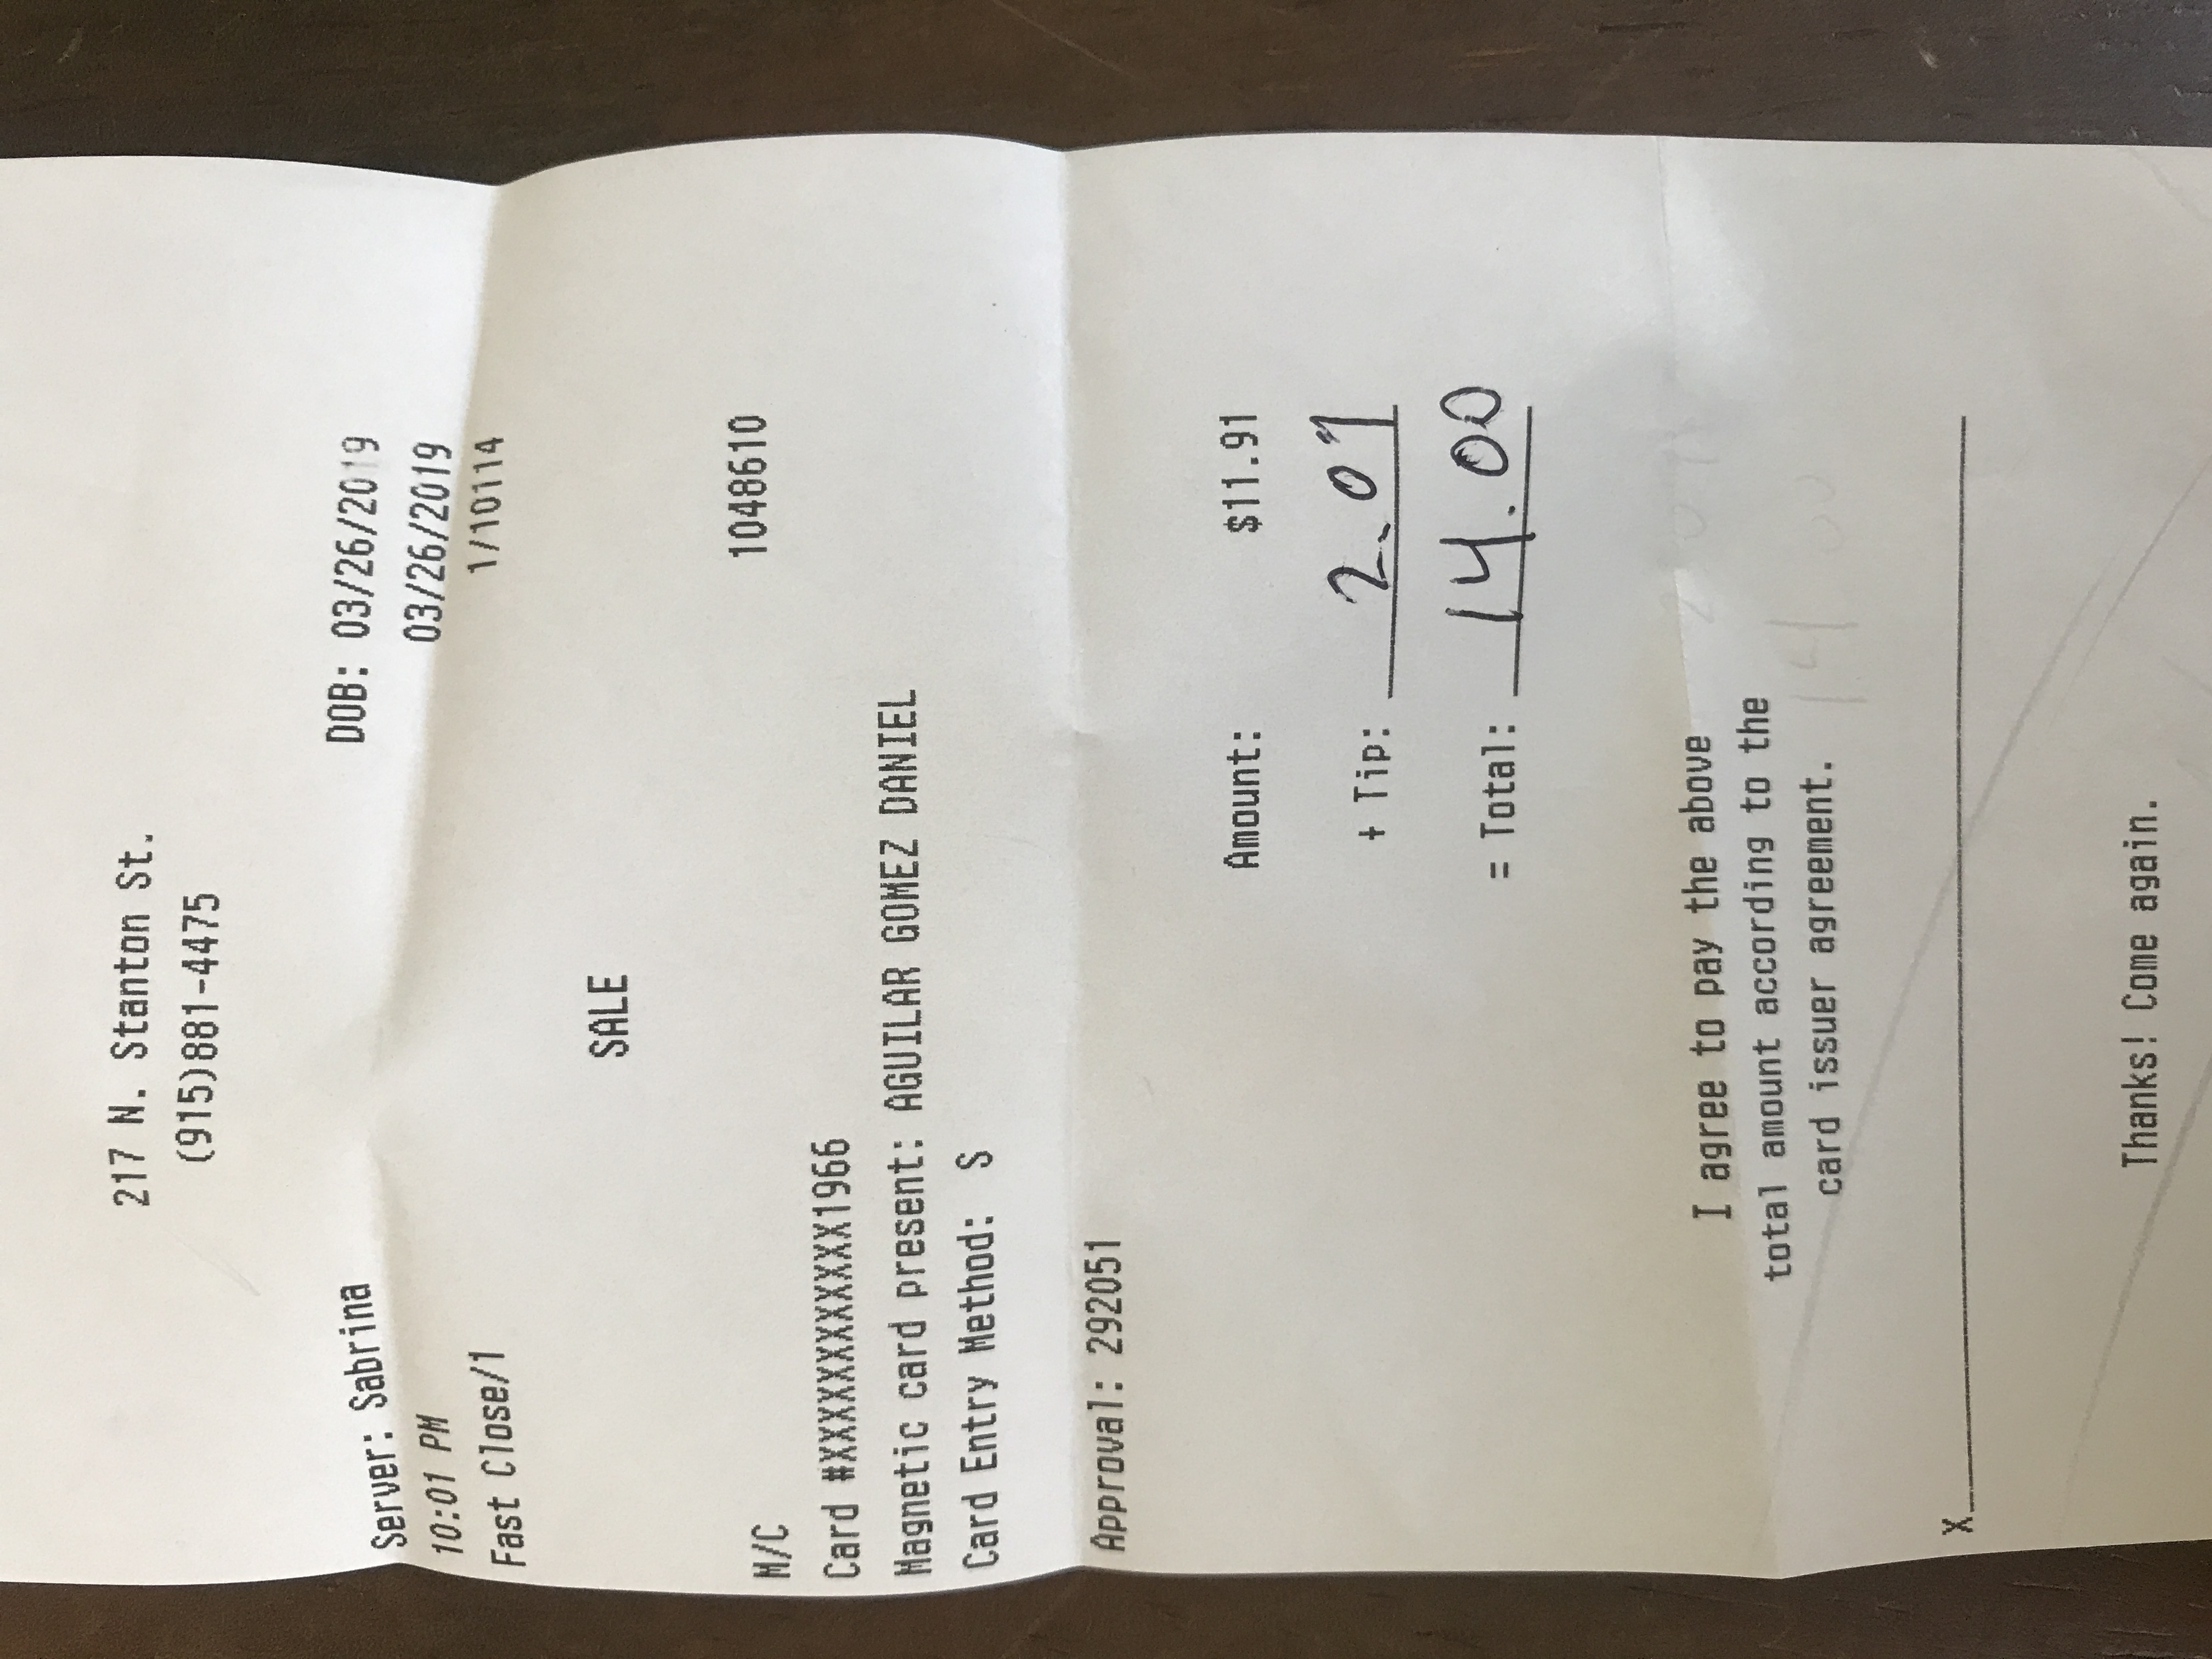 217 N. Stanton St.
(915)881-4475
Server: Sabrina DOB: 03/26/2019
10:01 PM 03/26/2019
Fast Close/1 1/10114
SALE
M/C 1048610
Card #XXXXXXXXXXXX1966
Magnetic card present: AGUILAR GOMEZ DANIEL
Card Entry Method: S
Approval: 292051
Amount: $11.91
+ Tip: 2.09
= Total: 14.00
I agree to pay the above
total amount according to the
card issuer agreement.
X
Thanks! Come again.